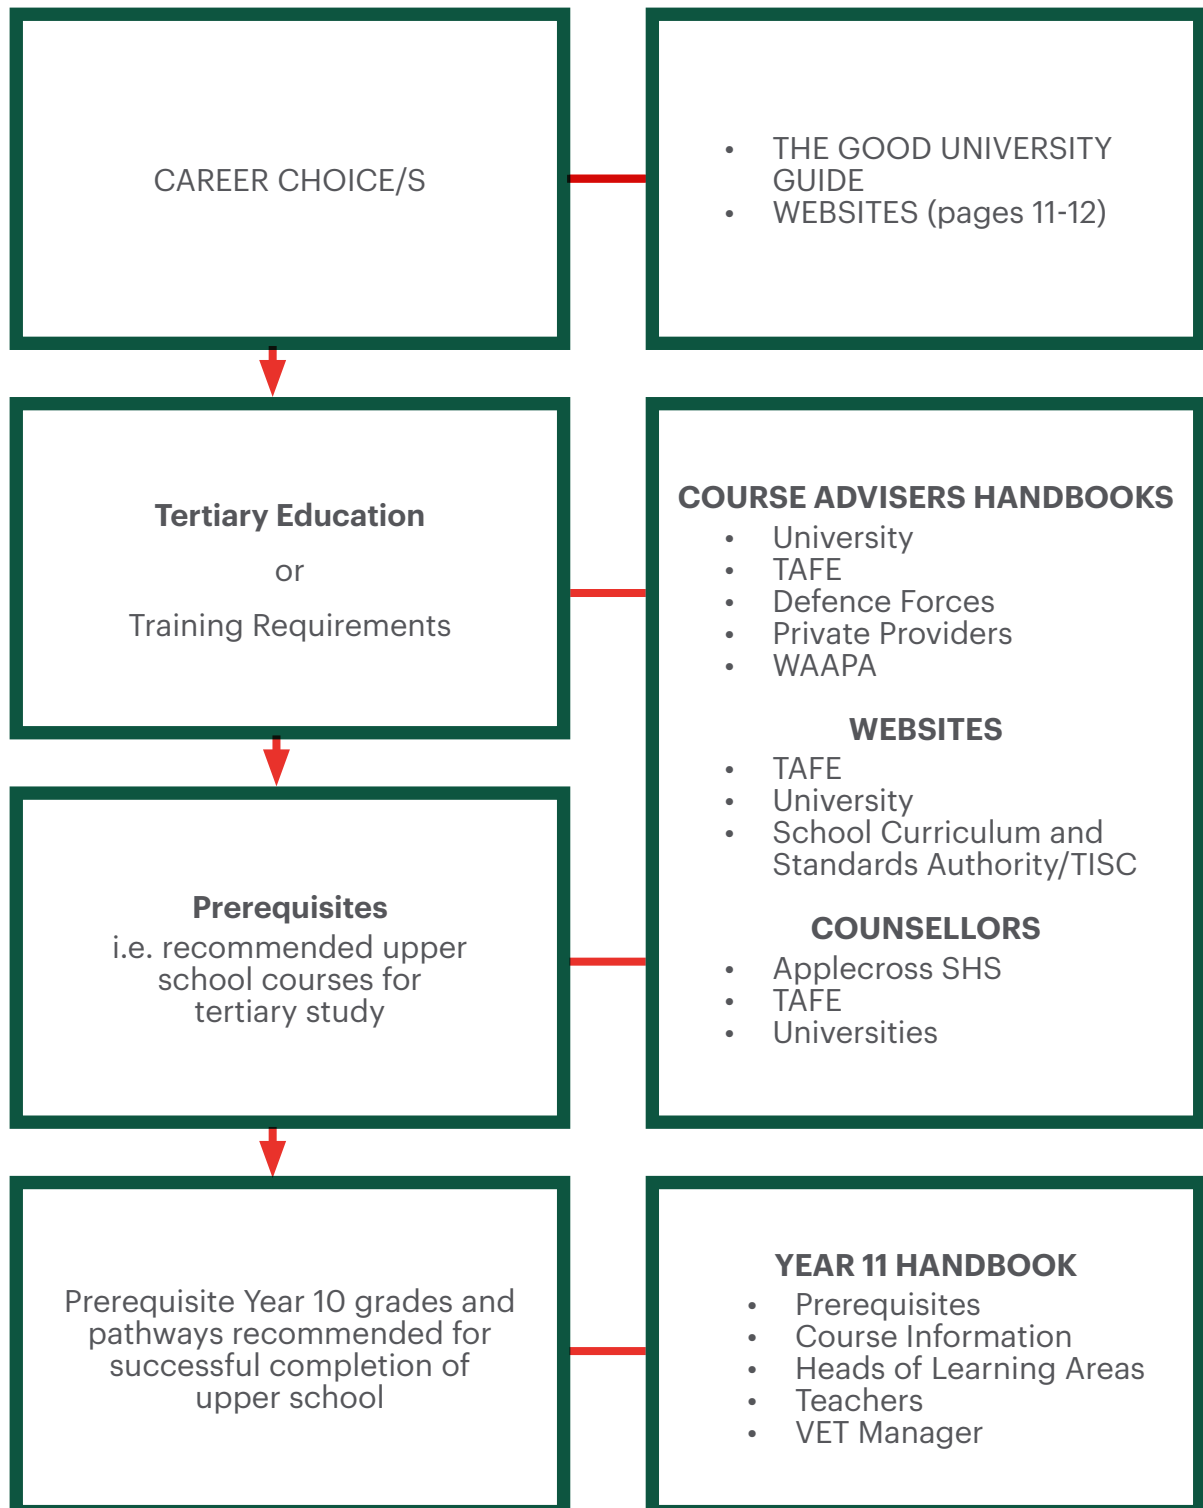 CAREER CHOICE/S
• THE GOOD UNIVERSITY
GUIDE
• WEBSITES (pages 11-12)
Tertiary Education
or
Training Requirements
COURSE ADVISERS HANDBOOKS
• University
• TAFE
• Defence Forces
• Private Providers
• WAAPA
WEBSITES
• TAFE
• University
• School Curriculum and
Standards Authority/TISC
COUNSELLORS
• Applecross SHS
• TAFE
• Universities
Prerequisites
i.e. recommended upper
school courses for
tertiary study
Prerequisite Year 10 grades and
pathways recommended for
successful completion of
upper school
YEAR 11 HANDBOOK
• Prerequisites
• Course Information
• Heads of Learning Areas
• Teachers
• VET Manager